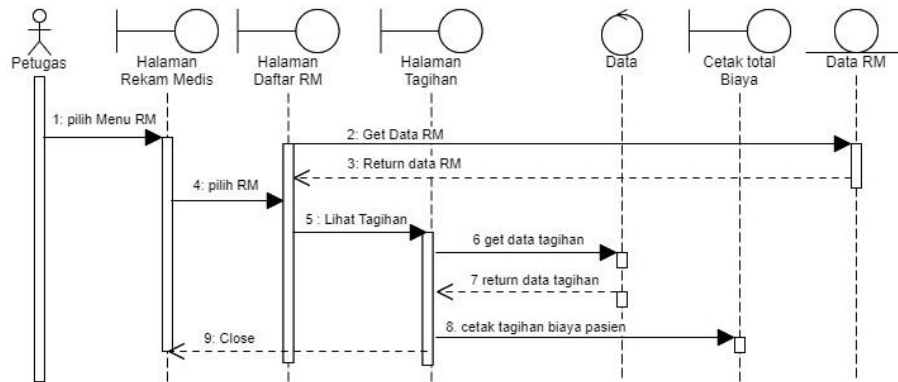 Petugas
Halaman
Rekam Medis
Halaman
Daftar RM
Halaman
Tagihan
Data
Cetak total
Biaya
Data RM
1: pilih Menu RM
2: Get Data RM
3: Return data RM
4: pilih RM
5 : Lihat Tagihan
6 get data tagihan
7 return data tagihan
8. cetak tagihan biaya pasien
9: Close